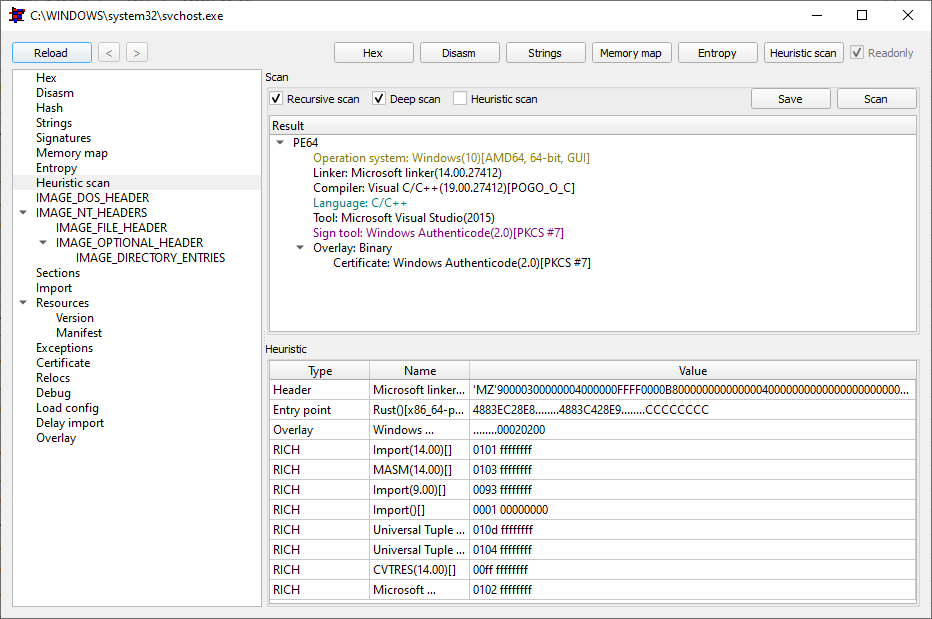 C:\WINDOWS\system32\svchost.exe
Reload < > Hex Disasm Strings Memory map Entropy Heuristic scan Readonly
Hex
Disasm
Hash
Strings
Signatures
Memory map
Entropy
Heuristic scan
IMAGE_DOS_HEADER
IMAGE_NT_HEADERS
IMAGE_FILE_HEADER
IMAGE_OPTIONAL_HEADER
IMAGE_DIRECTORY_ENTRIES
Sections
Import
Resources
Version
Manifest
Exceptions
Certificate
Relocs
Debug
Load config
Delay import
Overlay
Scan
Recursive scan Deep scan Heuristic scan Save Scan
Result
PE64
Operation system: Windows(10)[AMD64, 64-bit, GUI]
Linker: Microsoft linker(14.00.27412)
Compiler: Visual C/C++(19.00.27412)[POGO_O_C]
Language: C/C++
Tool: Microsoft Visual Studio(2015)
Sign tool: Windows Authenticode(2.0)[PKCS #7]
Overlay: Binary
Certificate: Windows Authenticode(2.0)[PKCS #7]
Heuristic
Type Name Value
Header Microsoft linker...
Entry point Rust()[x86_64-p... 4883EC28E8........4883C428E9........CCCCCCCC
Overlay Windows ... ........00020200
RICH Import(14.00)[] 0101 ffffffff
RICH MASM(14.00)[] 0103 ffffffff
RICH Import(9.00)[] 0093 ffffffff
RICH Import()[] 0001 00000000
RICH Universal Tuple ... 010d ffffffff
RICH Universal Tuple ... 0104 ffffffff
RICH CVTRES(14.00)[] 00ff ffffffff
RICH Microsoft ... 0102 ffffffff